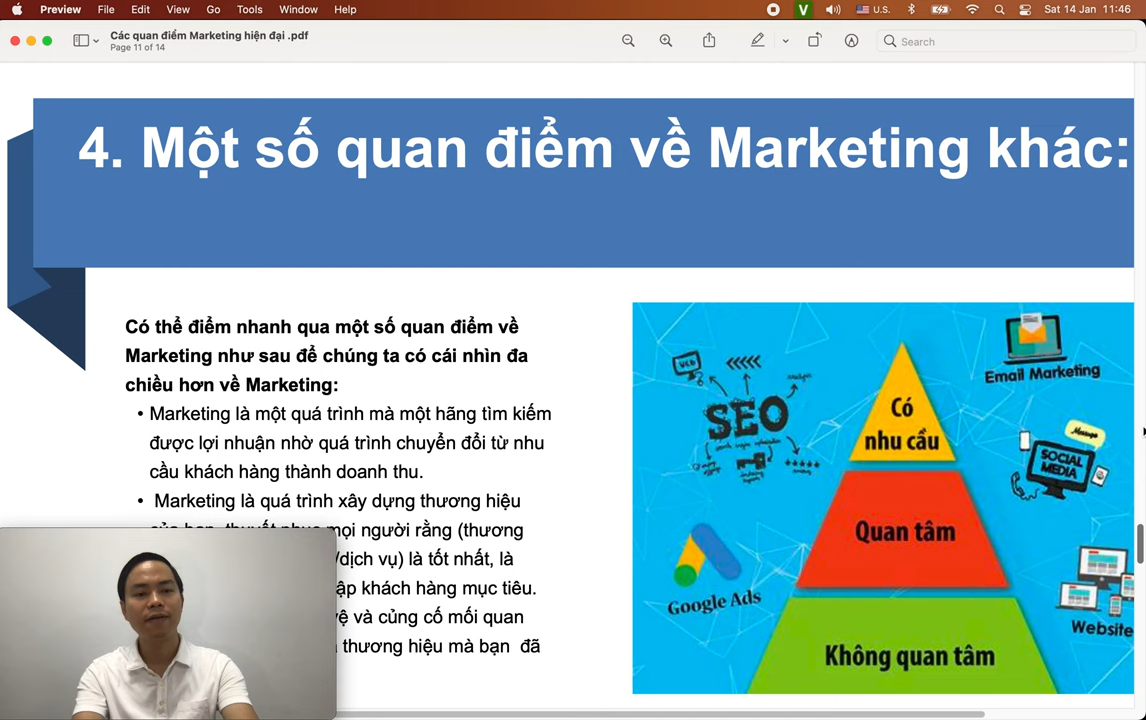 Preview File Edit View Go Tools Window Help V U.S. Sat 14 Jan 11:46
Các quan điểm Marketing hiện đại .pdf
Page 11 of 14
Search
4. Một số quan điểm về Marketing khác:
Có thể điểm nhanh qua một số quan điểm về
Marketing như sau để chúng ta có cái nhìn đa
chiều hơn về Marketing:
• Marketing là một quá trình mà một hãng tìm kiếm
được lợi nhuận nhờ quá trình chuyển đổi từ nhu
cầu khách hàng thành doanh thu.
• Marketing là quá trình xây dựng thương hiệu
mọi người rằng (thương
/dịch vụ) là tốt nhất, là
ập khách hàng mục tiêu.
vệ và củng cố mối quan
thương hiệu mà bạn đã
WEB
SEO
Email Marketing
Message
SOCIAL
MEDIA
Có
nhu cầu
Quan tâm
Google Ads
Website
Không quan tâm